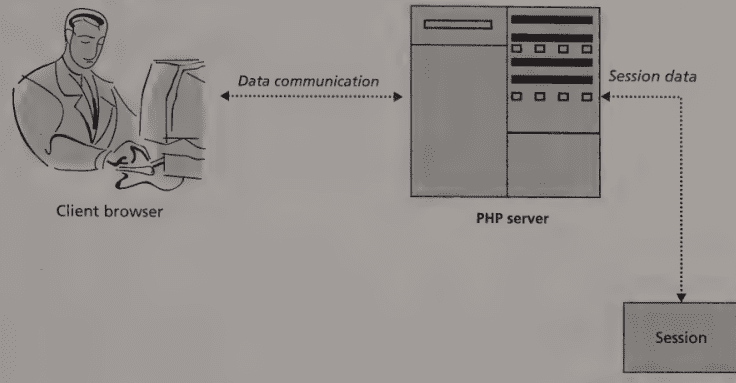 Data communication
Session data
Client browser
PHP server
Session